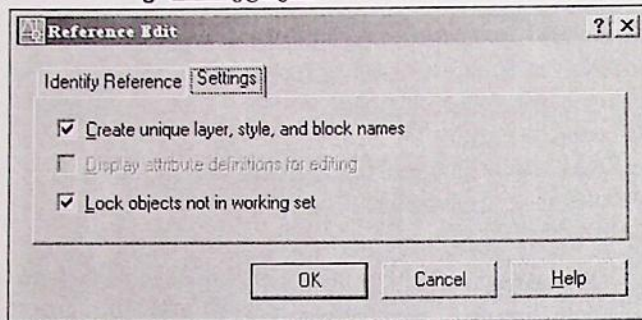 Reference Edit
Identify Reference Settings
Create unique layer, style, and block names
Display attribute definitions for editing
Lock objects not in working set
OK Cancel Help